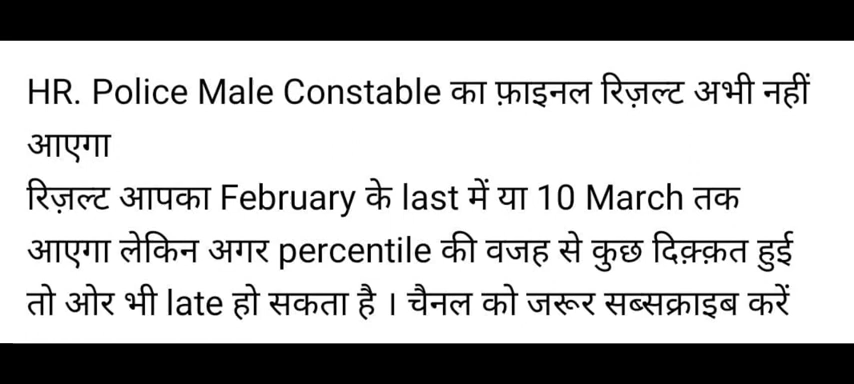 HR. Police Male Constable का फ़ाइनल रिज़ल्ट अभी नहीं
आएगा
रिज़ल्ट आपका February के last में या 10 March तक
आएगा लेकिन अगर percentile की वजह से कुछ दिक़्क़त हुई
तो ओर भी late हो सकता है । चैनल को जरूर सब्सक्राइब करें